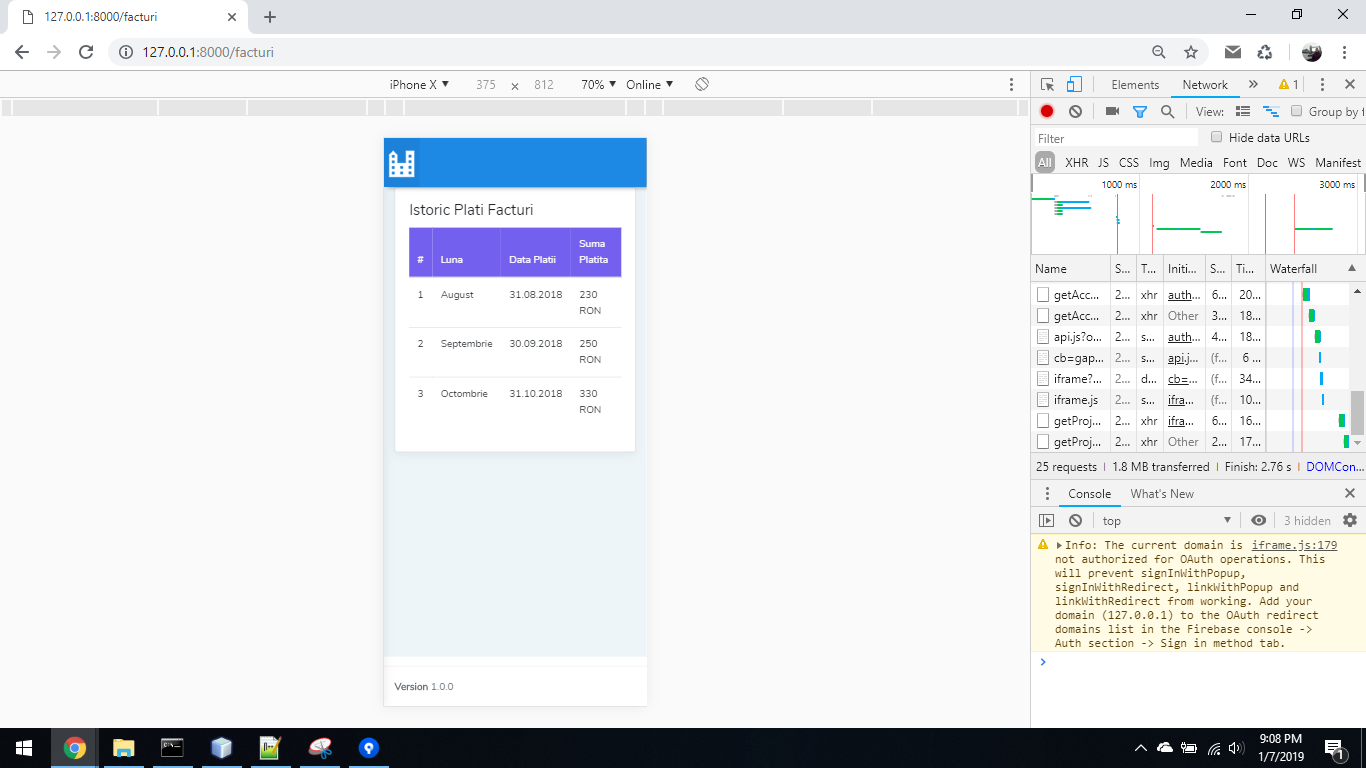 127.0.0.1:8000/facturi
127.0.0.1:8000/facturi
iPhone X 375 x 812 70% Online
Elements Network 1
View: Group by f
Filter Hide data URLs
All XHR JS CSS Img Media Font Doc WS Manifest
1000 ms 2000 ms 3000 ms
Name S... T... Initi... S... Ti... Waterfall
getAcc... 2... xhr auth... 6... 20...
getAcc... 2... xhr Other 3... 18...
api.js?o... 2... s... auth... 4... 18...
cb=gap... 2... s... api.j... (f... 6 ...
iframe?... 2... d... cb=... (f... 34...
iframe.js 2... s... ifra... (f... 10...
getProj... 2... xhr ifra... 6... 16...
getProj... 2... xhr Other 2... 17...
25 requests | 1.8 MB transferred | Finish: 2.76 s | DOMCon...
Console What's New
top 3 hidden
Info: The current domain is iframe.js:179
not authorized for OAuth operations. This
will prevent signInWithPopup,
signInWithRedirect, linkWithPopup and
linkWithRedirect from working. Add your
domain (127.0.0.1) to the OAuth redirect
domains list in the Firebase console ->
Auth section -> Sign in method tab.
Istoric Plati Facturi
# Luna Data Platii Suma Platita
1 August 31.08.2018 230 RON
2 Septembrie 30.09.2018 250 RON
3 Octombrie 31.10.2018 330 RON
Version 1.0.0
9:08 PM
1/7/2019
1